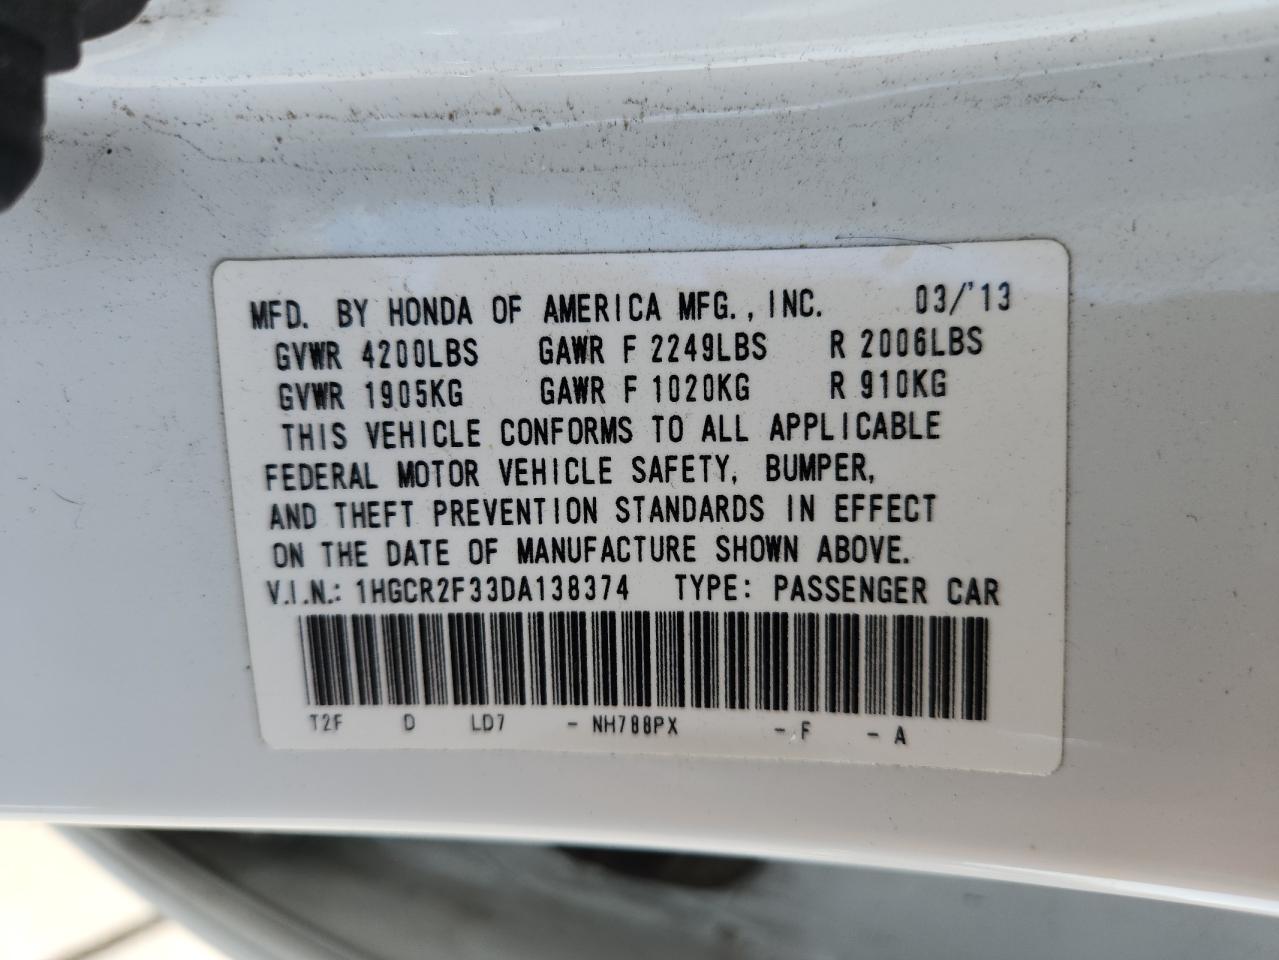 MFD. BY HONDA OF AMERICA MFG., INC. 03/'13
GVWR 4200LBS GAWR F 2249LBS R 2006LBS
GVWR 1905KG GAWR F 1020KG R 910KG
THIS VEHICLE CONFORMS TO ALL APPLICABLE
FEDERAL MOTOR VEHICLE SAFETY, BUMPER,
AND THEFT PREVENTION STANDARDS IN EFFECT
ON THE DATE OF MANUFACTURE SHOWN ABOVE.
V.I.N.: 1HGCR2F33DA138374 TYPE: PASSENGER CAR
T2F D LD7 - NH788PX - F - A